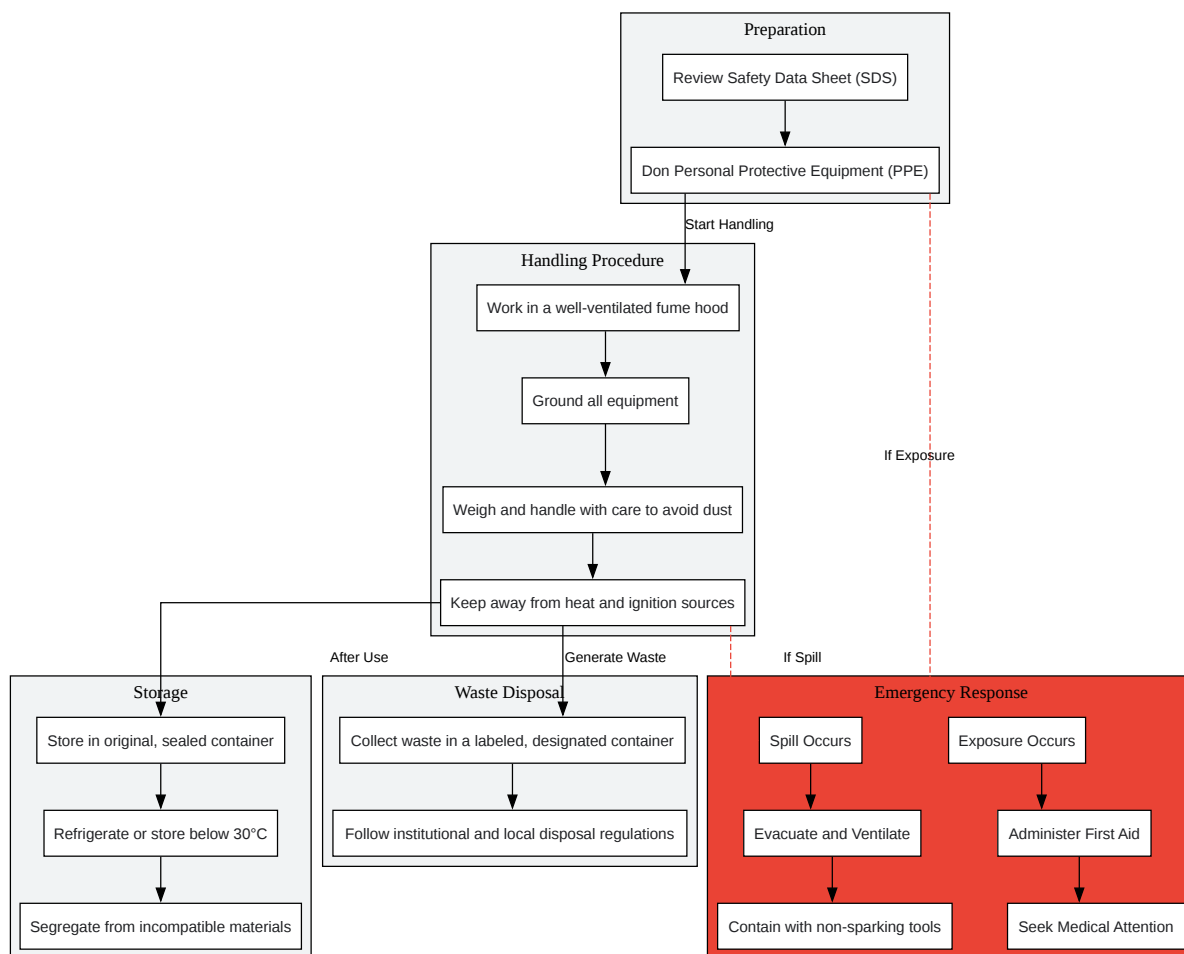 Preparation
Review Safety Data Sheet (SDS)
Don Personal Protective Equipment (PPE)
Start Handling
Handling Procedure
Work in a well-ventilated fume hood
Ground all equipment
If Exposure
Weigh and handle with care to avoid dust
Keep away from heat and ignition sources
After Use
Generate Waste
If Spill
Storage
Store in original, sealed container
Refrigerate or store below 30°C
Segregate from incompatible materials
Waste Disposal
Collect waste in a labeled, designated container
Follow institutional and local disposal regulations
Emergency Response
Spill Occurs
Evacuate and Ventilate
Contain with non-sparking tools
Exposure Occurs
Administer First Aid
Seek Medical Attention